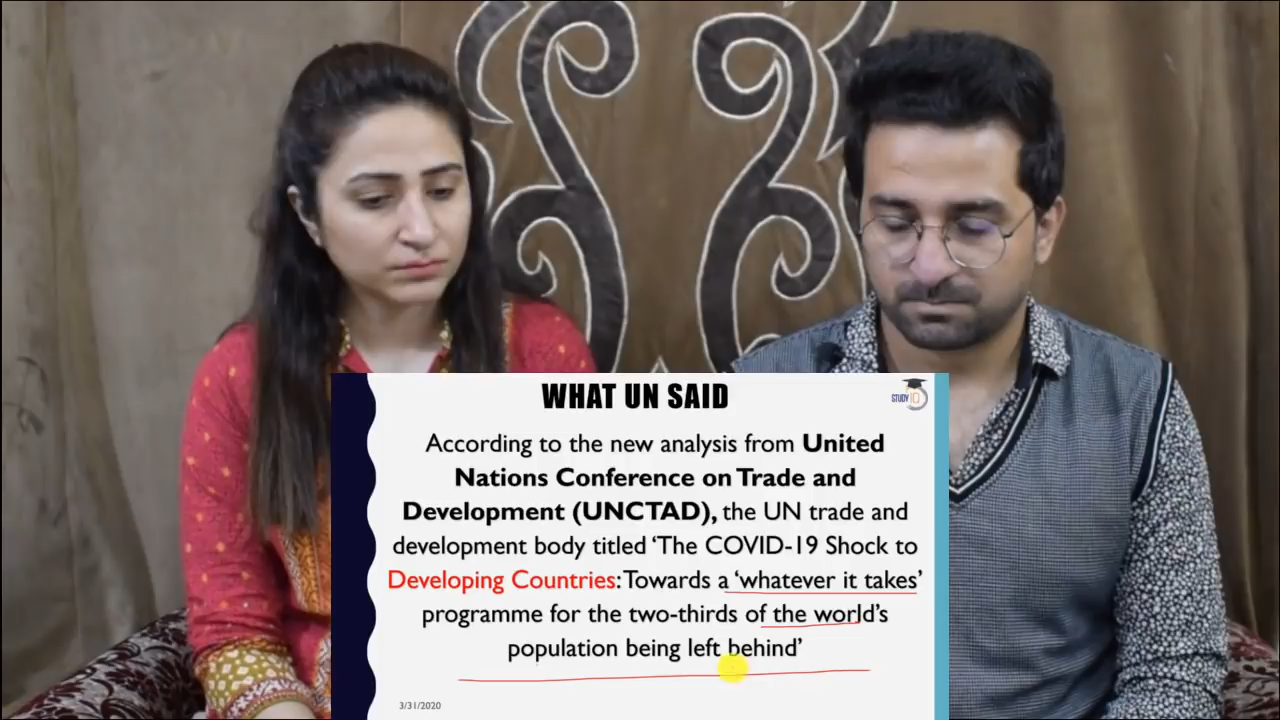 WHAT UN SAID
STUDY IQ
According to the new analysis from United
Nations Conference on Trade and
Development (UNCTAD), the UN trade and
development body titled ‘The COVID-19 Shock to
Developing Countries: Towards a ‘whatever it takes’
programme for the two-thirds of the world’s
population being left behind’
3/31/2020